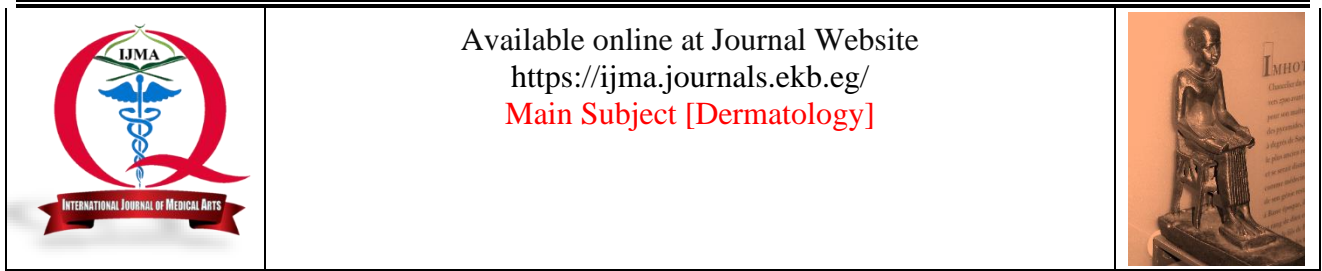 IJMA
INTERNATIONAL JOURNAL OF MEDICAL ARTS
Available online at Journal Website
https://ijma.journals.ekb.eg/
Main Subject [Dermatology]
IMHOT